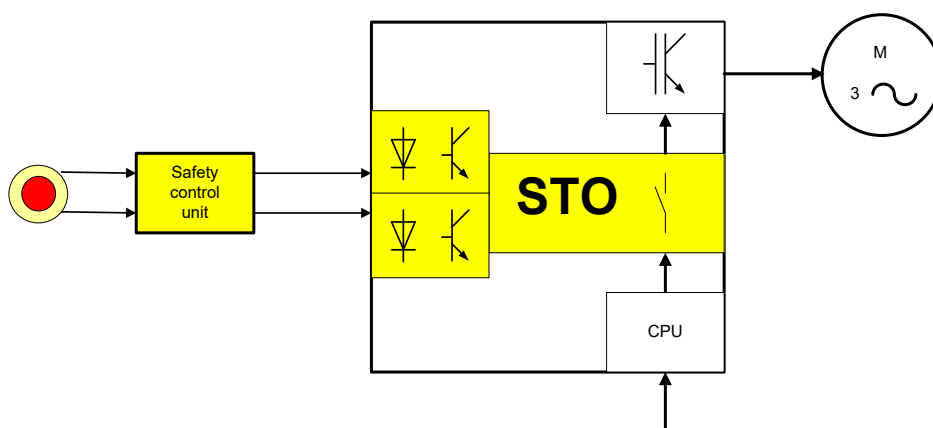 M
3
Safety
control
unit
STO
CPU